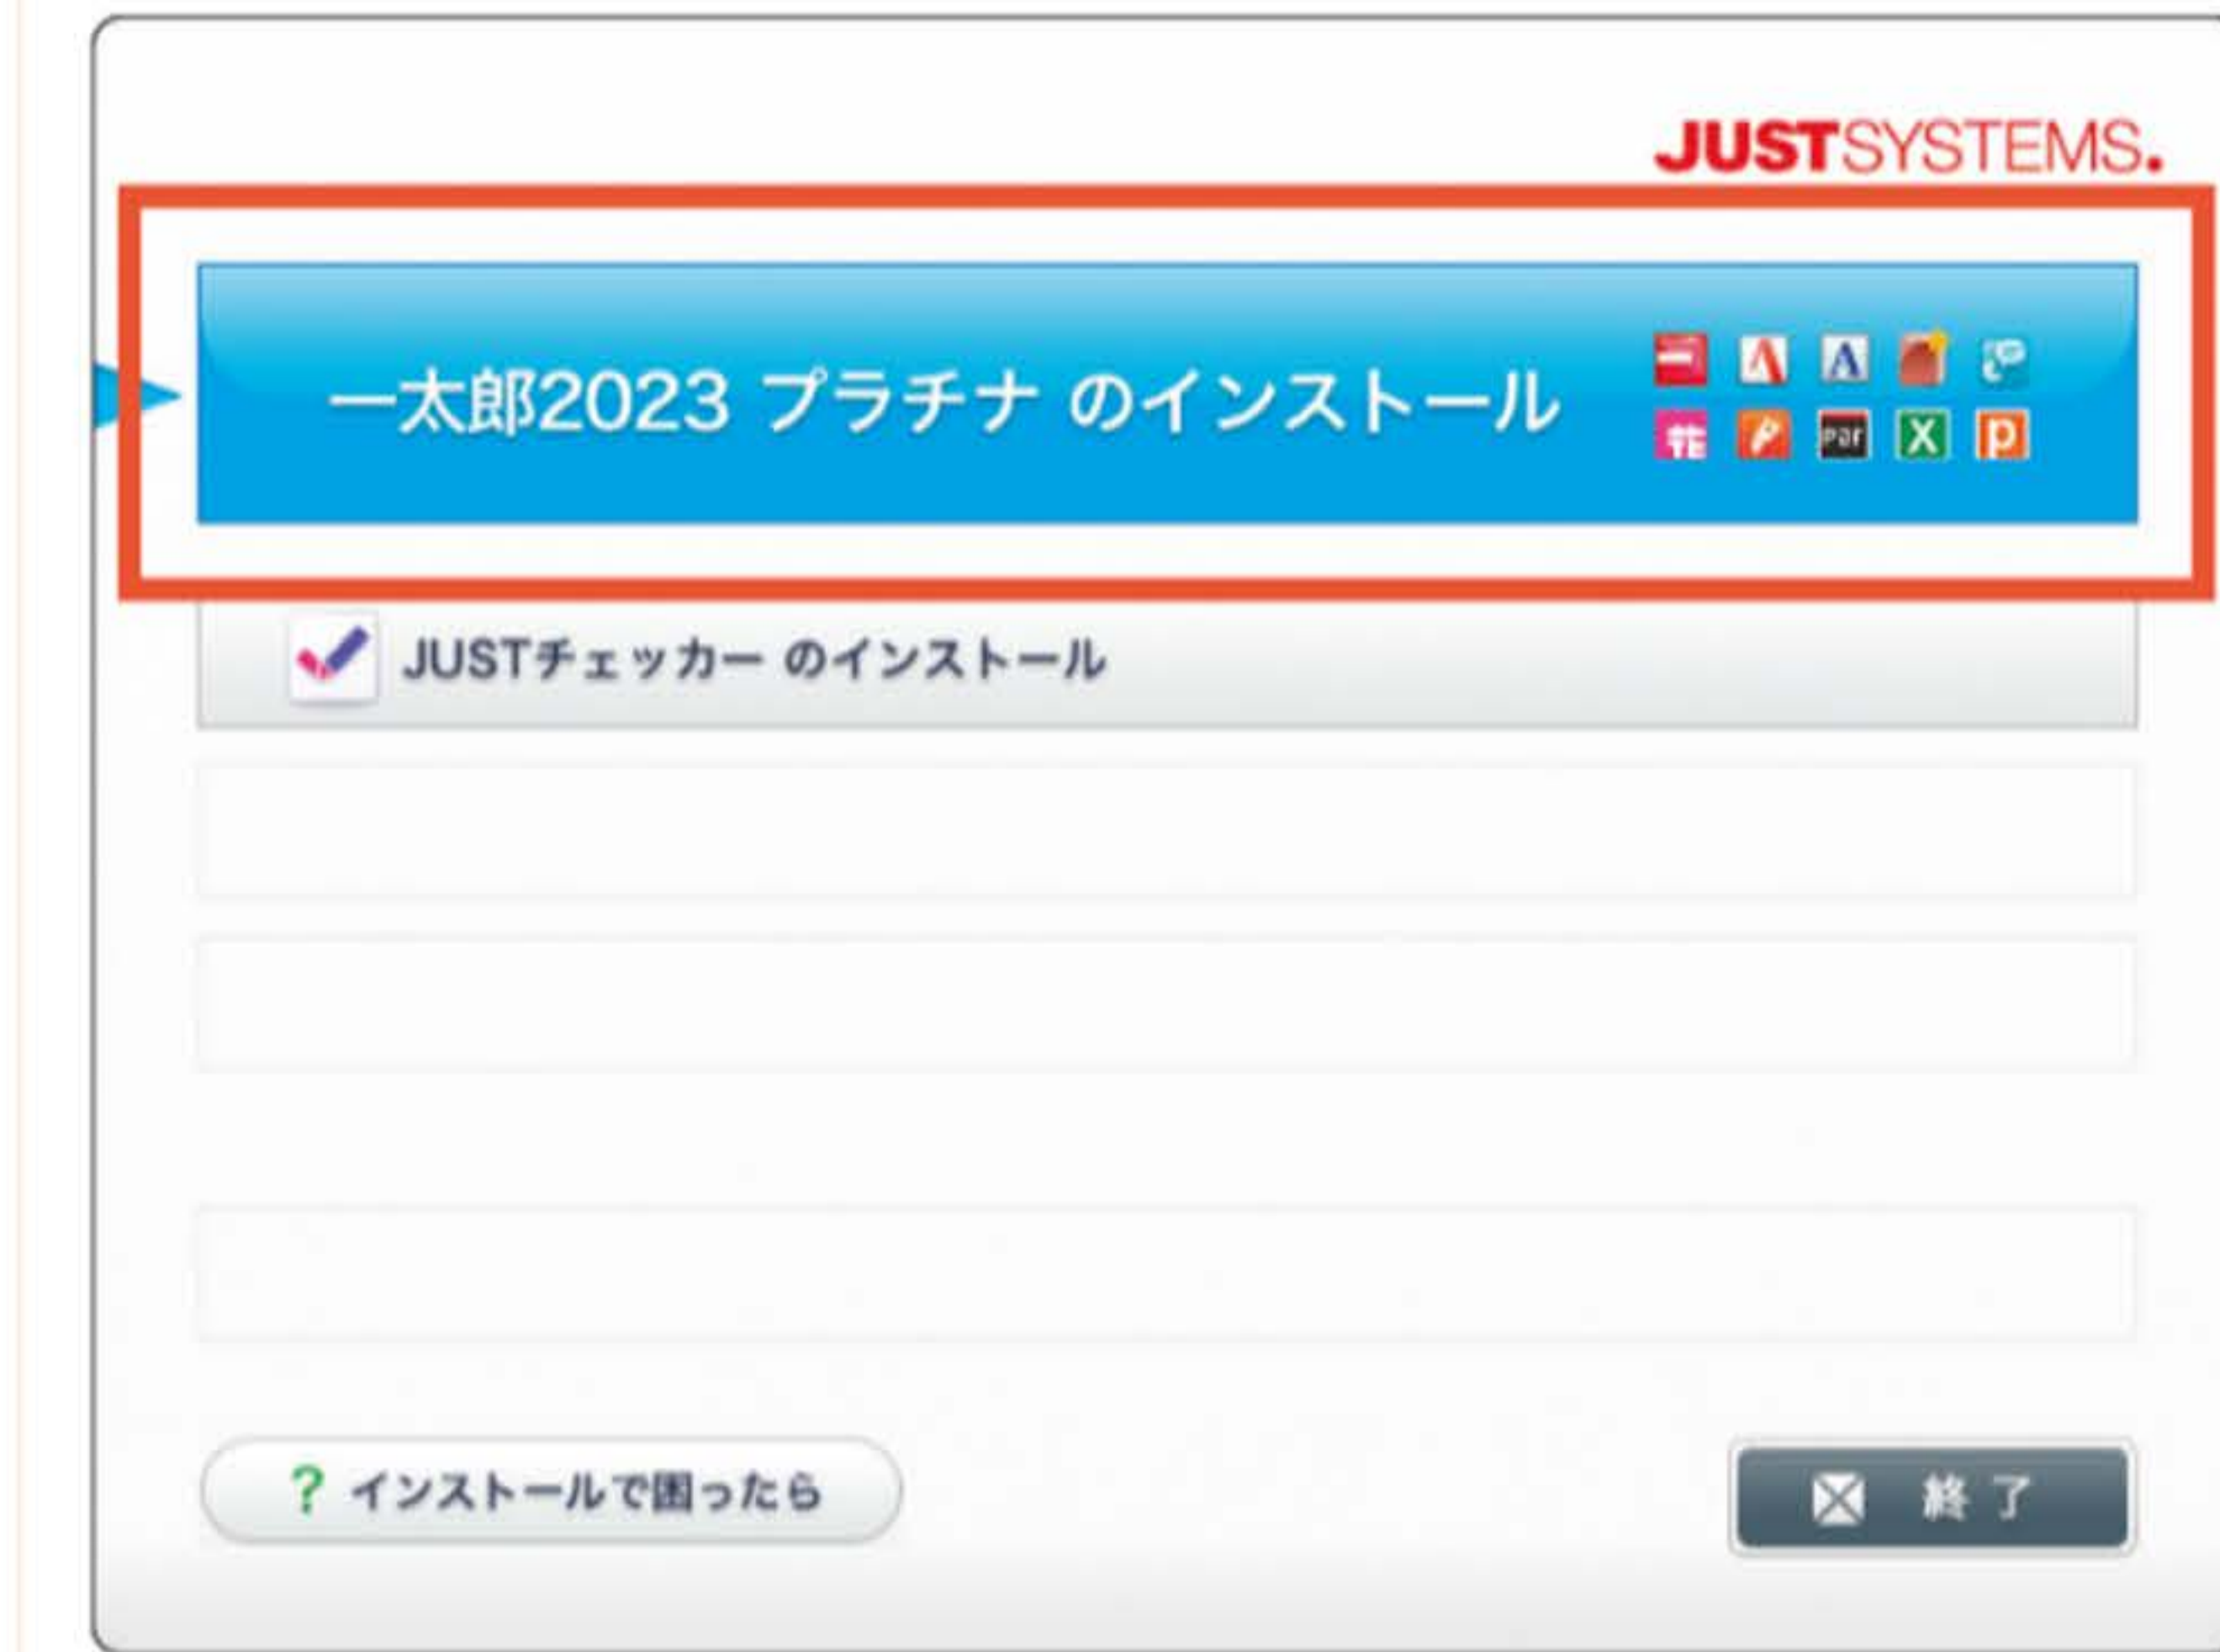 JUSTSYSTEMS.
一太郎2023 プラチナ のインストール
JUSTチェッカー のインストール
? インストールで困ったら
終了